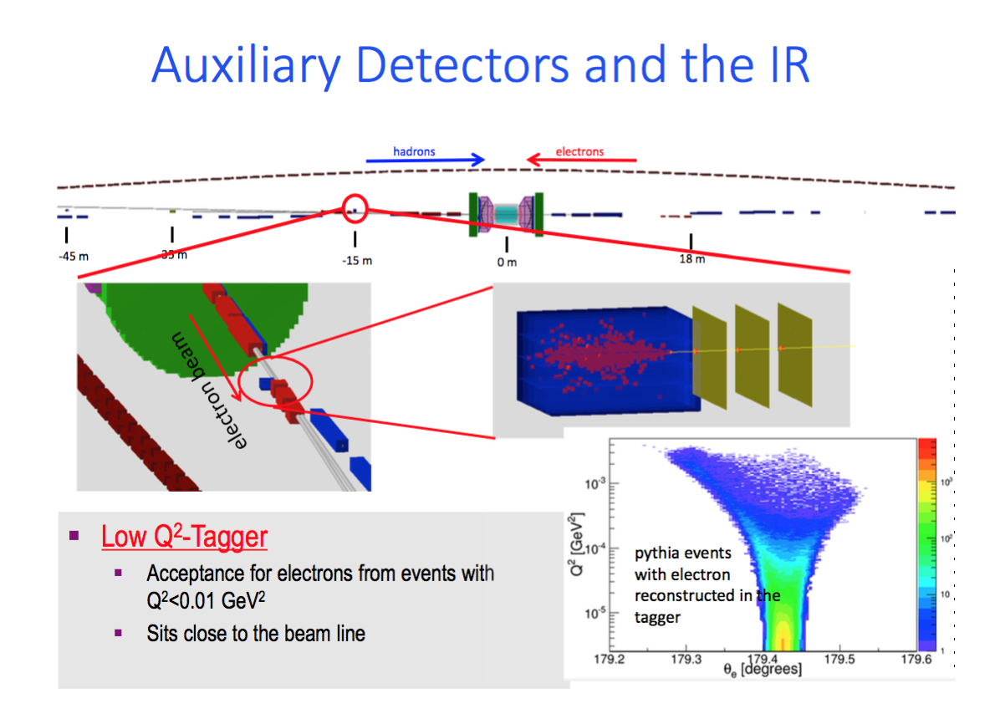 Auxiliary Detectors and the IR
hadrons
electrons
-45 m
-35 m
-15 m
0 m
18 m
electron beam
Low Q²-Tagger
Acceptance for electrons from events with
Q²<0.01 GeV²
Sits close to the beam line
Q² [GeV²]
10⁻³
10⁻⁴
10⁻⁵
pythia events
with electron
reconstructed in the
tagger
179.2
179.3
179.4
179.5
179.6
θₑ [degrees]
10³
10²
10
1